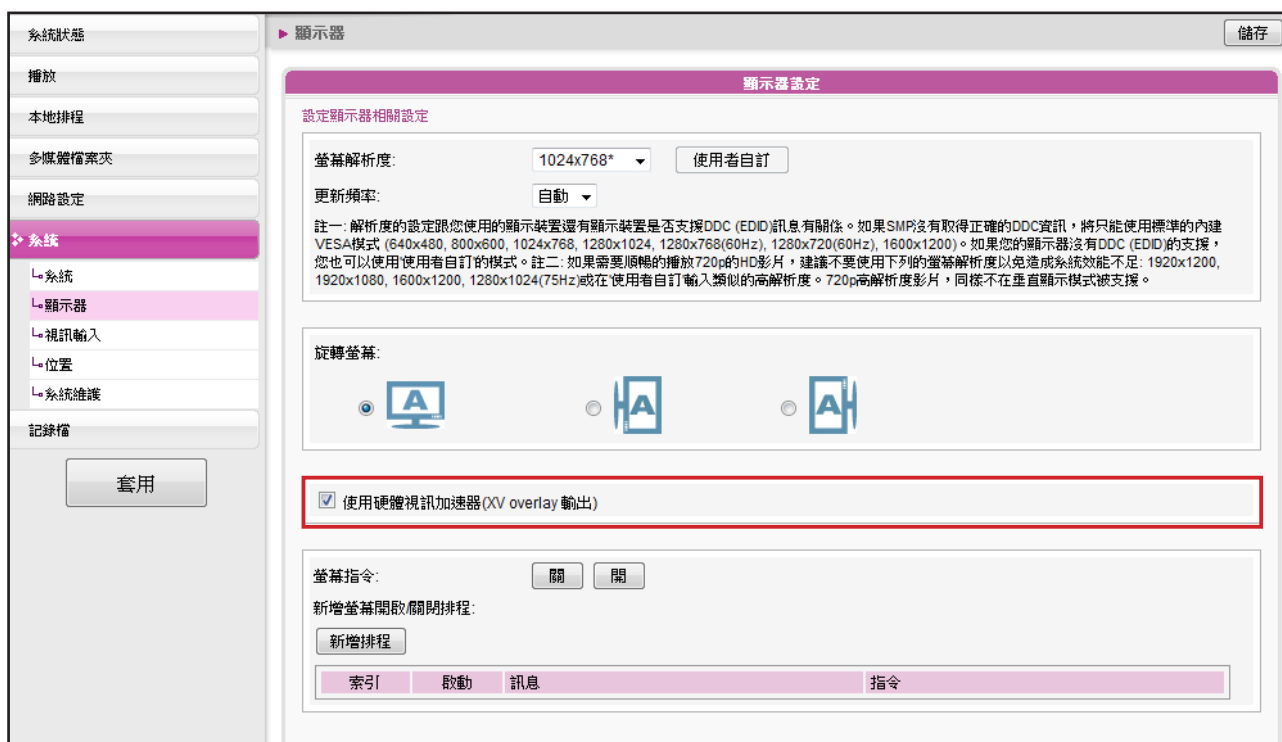 系統狀態
播放
本地排程
多媒體檔案夾
網路設定
系統
系統
顯示器
視訊輸入
位置
系統維護
記錄檔
套用
顯示器
儲存
顯示器設定
設定顯示器相關設定
螢幕解析度: 1024x768* 使用者自訂
更新頻率: 自動
註一: 解析度的設定跟您使用的顯示裝置還有顯示裝置是否支援DDC (EDID)訊息有關係。如果SMP沒有取得正確的DDC資訊，將只能使用標準的內建
VESA模式 (640x480, 800x600, 1024x768, 1280x1024, 1280x768(60Hz), 1280x720(60Hz), 1600x1200)。如果您的顯示器沒有DDC (EDID)的支援，
您也可以使用'使用者自訂'的模式。註二: 如果需要順暢的播放720p的HD影片，建議不要使用下列的螢幕解析度以免造成系統效能不足: 1920x1200,
1920x1080, 1600x1200, 1280x1024(75Hz)或在'使用者自訂'輸入類似的高解析度。720p高解析度影片，同樣不在垂直顯示模式被支援。
旋轉螢幕:
A A A
使用硬體視訊加速器(XV overlay 輸出)
螢幕指令: 關 開
新增螢幕開啟/關閉排程:
新增排程
索引 啟動 訊息 指令